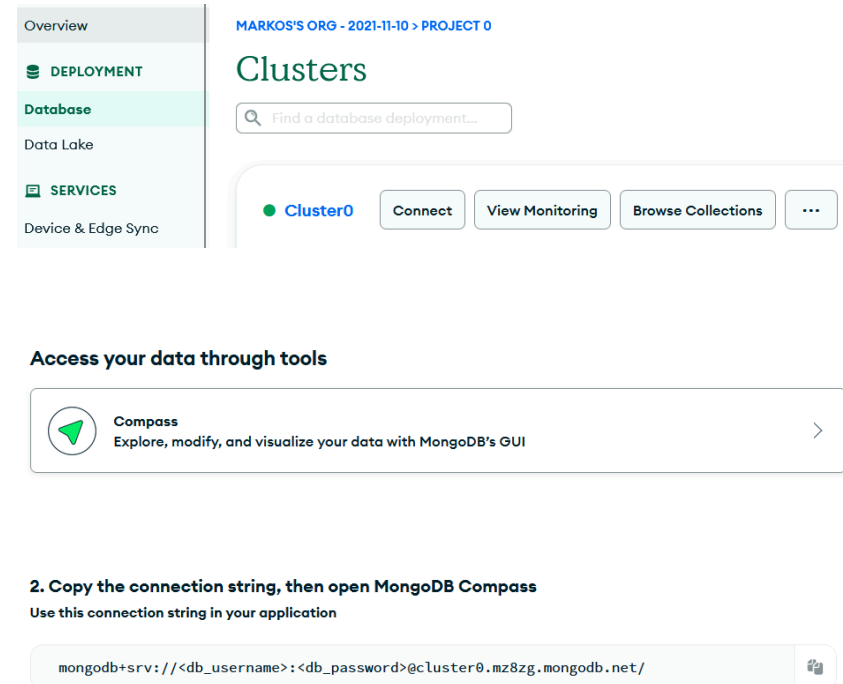 Overview
DEPLOYMENT
Database
Data Lake
SERVICES
Device & Edge Sync
MARKOS'S ORG - 2021-11-10 > PROJECT 0
Clusters
Find a database deployment...
Cluster0
Connect
View Monitoring
Browse Collections
...
Access your data through tools
Compass
Explore, modify, and visualize your data with MongoDB's GUI
2. Copy the connection string, then open MongoDB Compass
Use this connection string in your application
mongodb+srv://<db_username>:<db_password>@cluster0.mz8zg.mongodb.net/